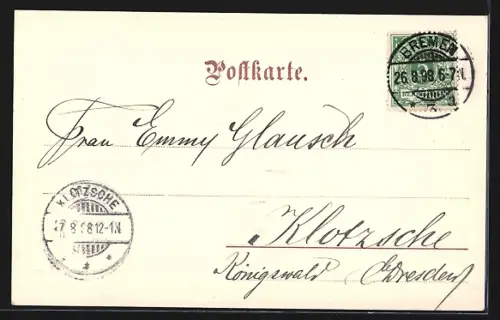 Postkarte.
BREMEN
26.8.98.6-7N.
Frau Emmy Glausch
KLOTZSCHE
27 8 98 12-1N
Klotzsche
Königswald b/Dresden